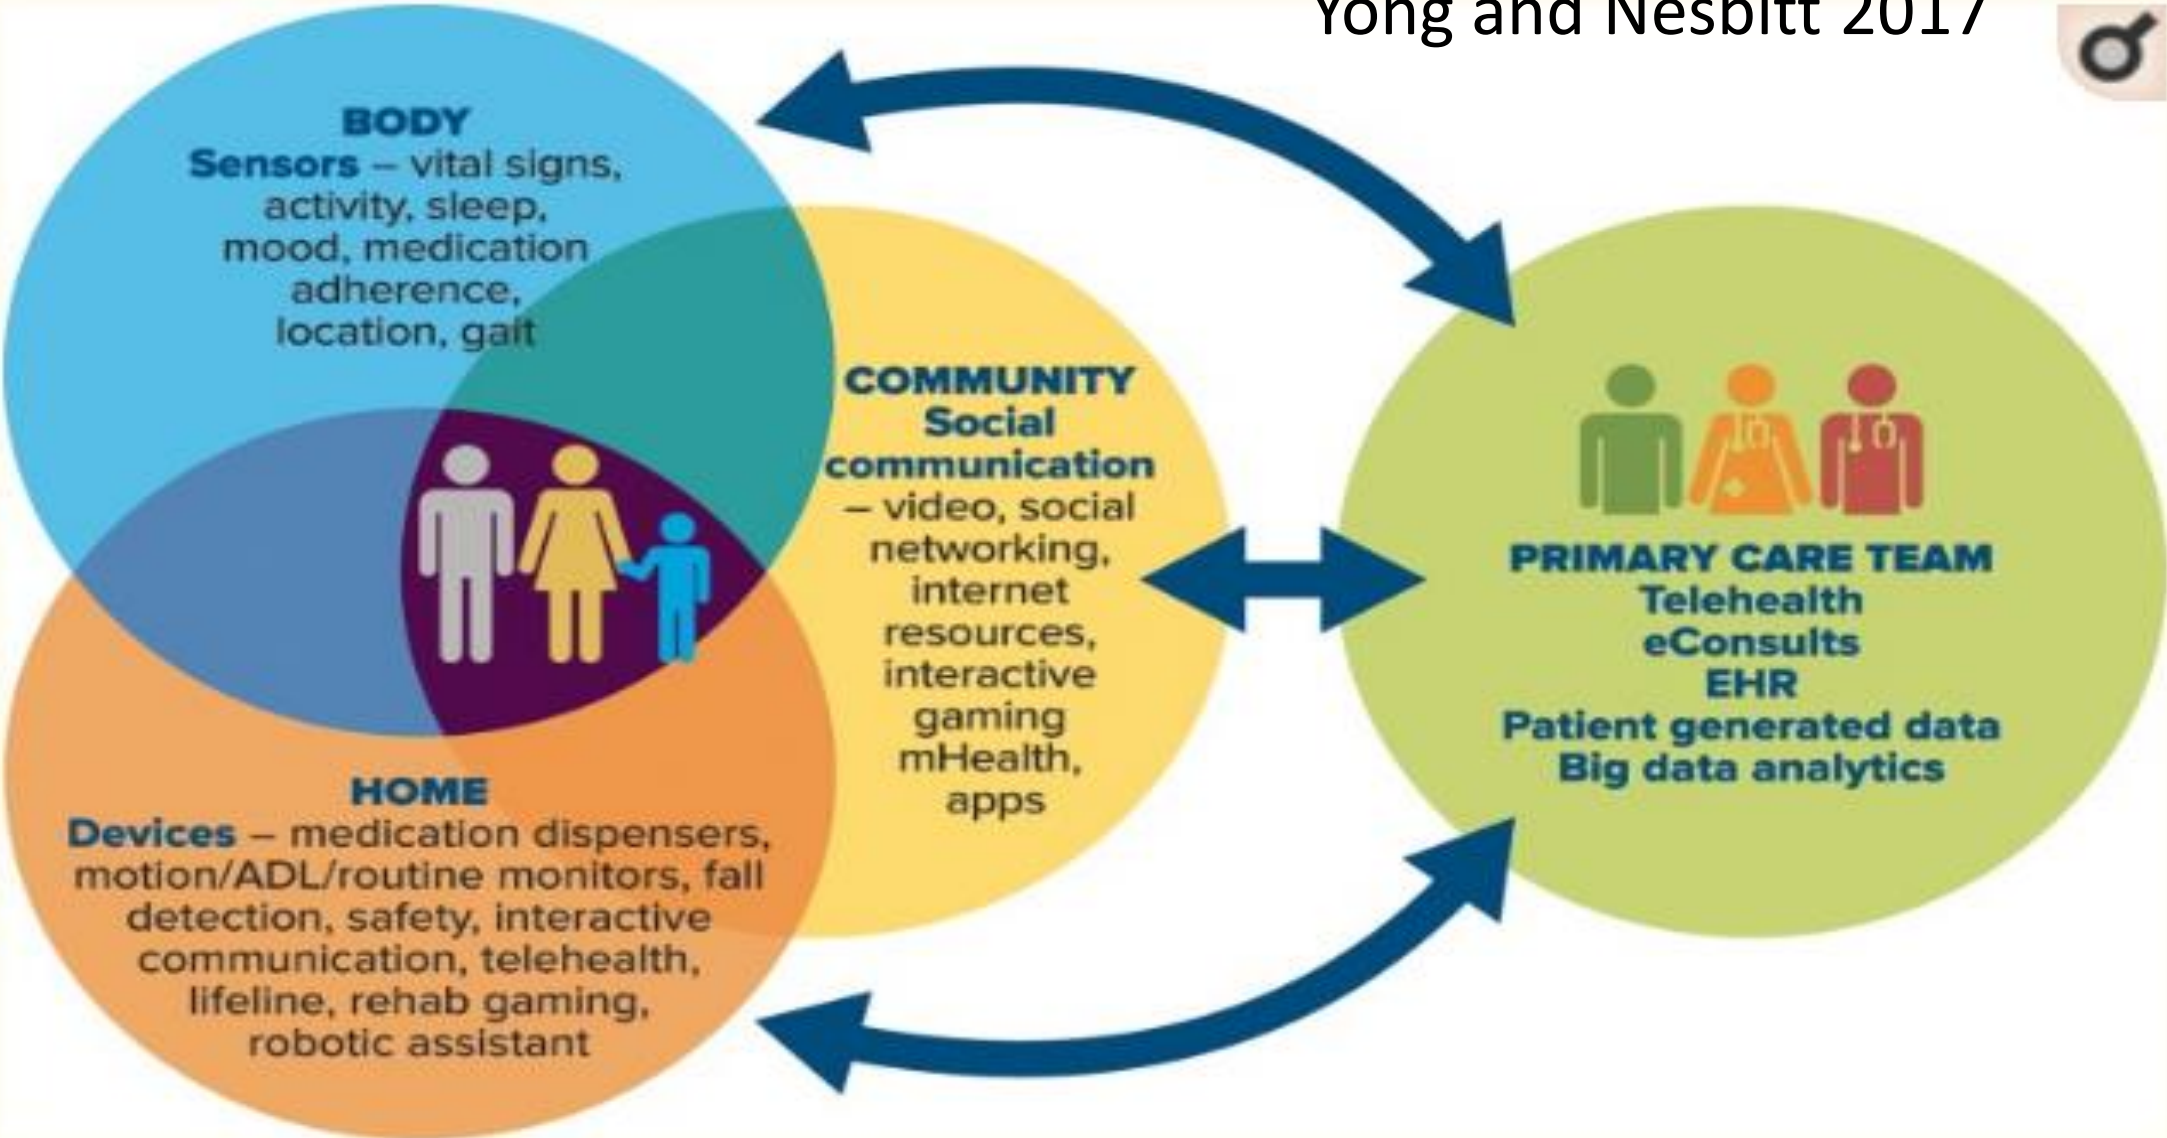 Yong and Nesbitt 2017
BODY
Sensors – vital signs,
activity, sleep,
mood, medication
adherence,
location, gait
COMMUNITY
Social
communication
– video, social
networking,
internet
resources,
interactive
gaming
mHealth,
apps
HOME
Devices – medication dispensers,
motion/ADL/routine monitors, fall
detection, safety, interactive
communication, telehealth,
lifeline, rehab gaming,
robotic assistant
PRIMARY CARE TEAM
Telehealth
eConsults
EHR
Patient generated data
Big data analytics